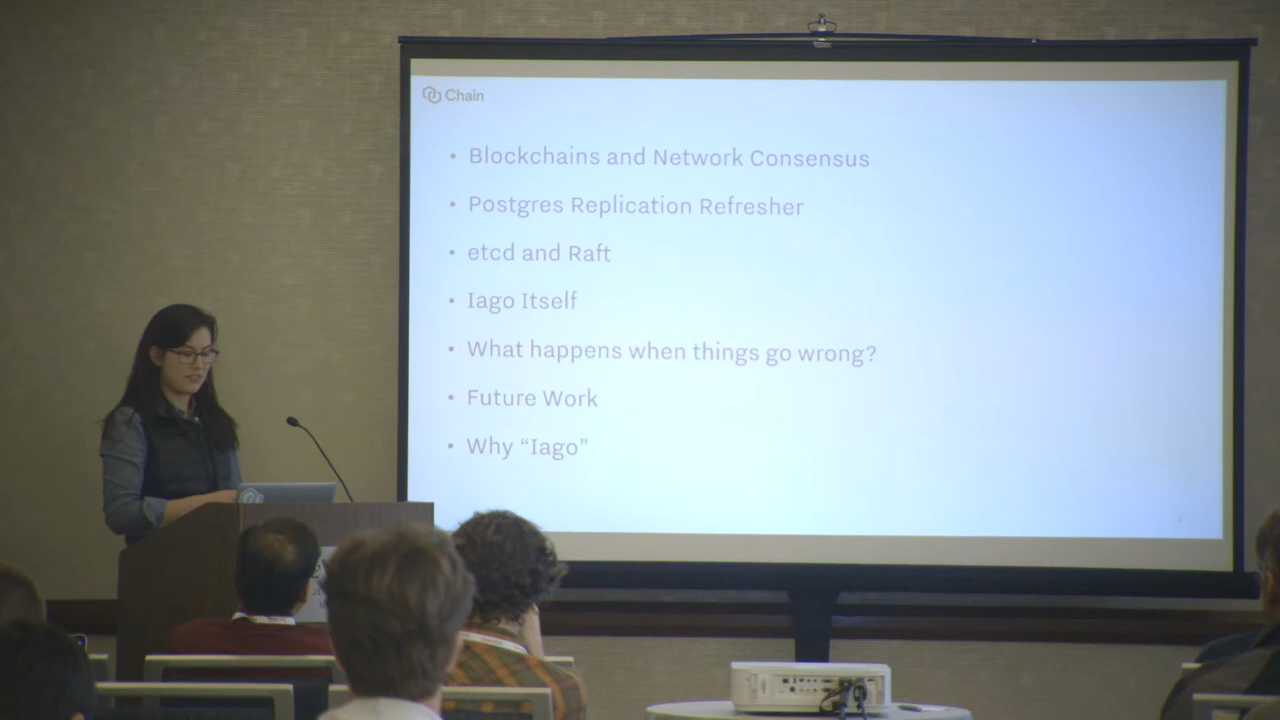 Chain
• Blockchains and Network Consensus
• Postgres Replication Refresher
• etcd and Raft
• Iago Itself
• What happens when things go wrong?
• Future Work
• Why “Iago”